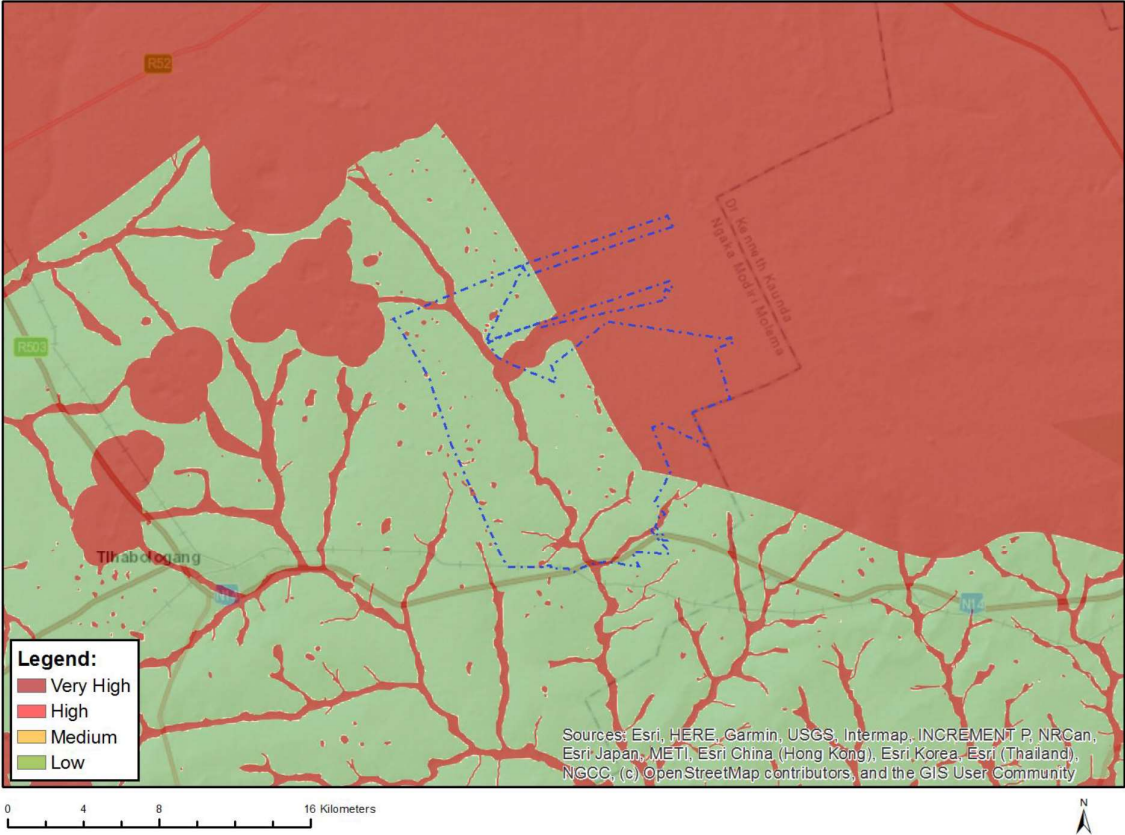 R52
Dr Kenneth Kaunda
Ngaka Modiri Molema
R503
Tlhabologang
N14
N14
Legend:
Very High
High
Medium
Low
Sources: Esri, HERE, Garmin, USGS, Intermap, INCREMENT P, NRCan,
Esri Japan, METI, Esri China (Hong Kong), Esri Korea, Esri (Thailand),
NGCC, (c) OpenStreetMap contributors, and the GIS User Community
0 4 8 16 Kilometers
N